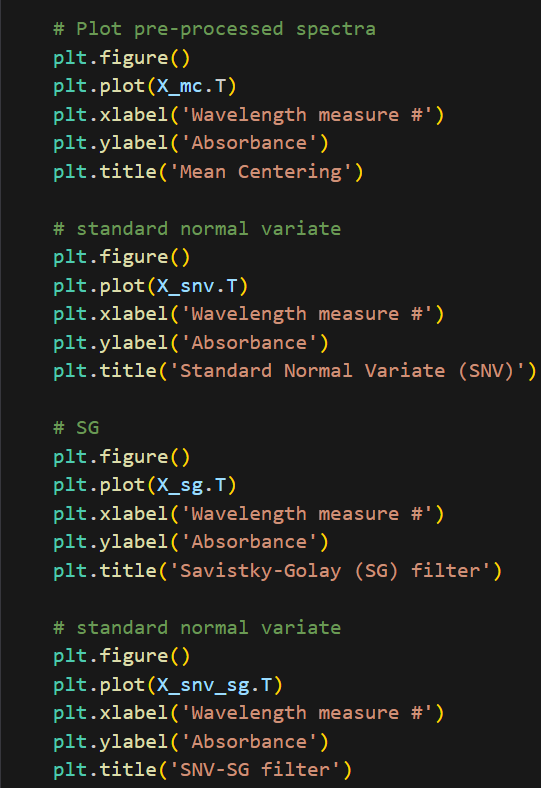 # Plot pre-processed spectra
plt.figure()
plt.plot(X_mc.T)
plt.xlabel('Wavelength measure #')
plt.ylabel('Absorbance')
plt.title('Mean Centering')
# standard normal variate
plt.figure()
plt.plot(X_snv.T)
plt.xlabel('Wavelength measure #')
plt.ylabel('Absorbance')
plt.title('Standard Normal Variate (SNV)')
# SG
plt.figure()
plt.plot(X_sg.T)
plt.xlabel('Wavelength measure #')
plt.ylabel('Absorbance')
plt.title('Savistky-Golay (SG) filter')
# standard normal variate
plt.figure()
plt.plot(X_snv_sg.T)
plt.xlabel('Wavelength measure #')
plt.ylabel('Absorbance')
plt.title('SNV-SG filter')